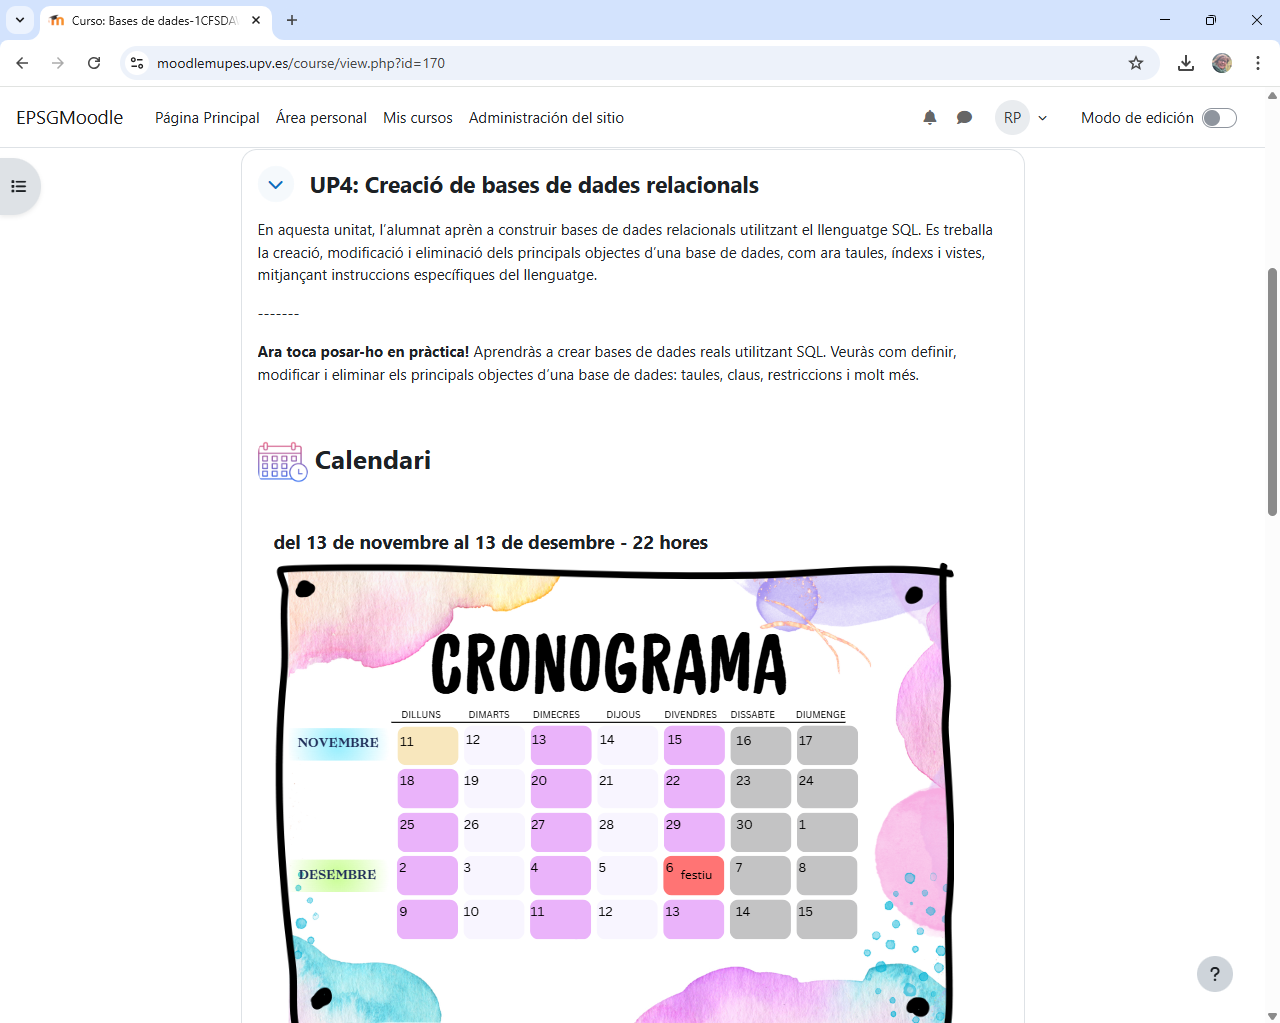 Curso: Bases de dades-1CFSDA
moodlemupes.upv.es/course/view.php?id=170
EPSGMoodle Página Principal Área personal Mis cursos Administración del sitio RP Modo de edición
UP4: Creació de bases de dades relacionals
En aquesta unitat, l’alumnat aprèn a construir bases de dades relacionals utilitzant el llenguatge SQL. Es treballa
la creació, modificació i eliminació dels principals objectes d’una base de dades, com ara taules, índexs i vistes,
mitjançant instruccions específiques del llenguatge.
-------
Ara toca posar-ho en pràctica! Aprendràs a crear bases de dades reals utilitzant SQL. Veuràs com definir,
modificar i eliminar els principals objectes d’una base de dades: taules, claus, restriccions i molt més.
Calendari
del 13 de novembre al 13 de desembre - 22 hores
CRONOGRAMA
DILLUNS DIMARTS DIMECRES DIJOUS DIVENDRES DISSABTE DIUMENGE
NOVEMBRE 11 12 13 14 15 16 17
18 19 20 21 22 23 24
25 26 27 28 29 30 1
DESEMBRE 2 3 4 5 6 festiu 7 8
9 10 11 12 13 14 15
?